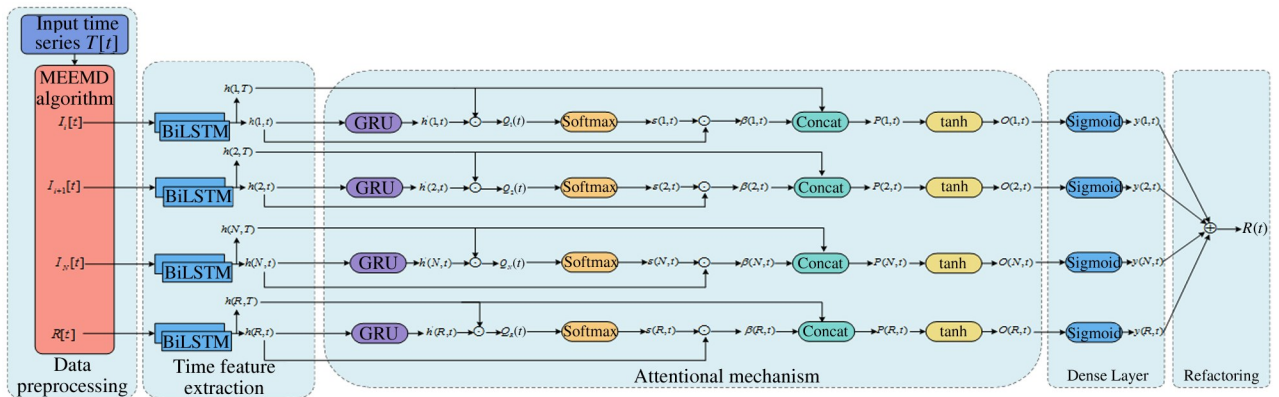 Input time
series T[t]
MEEMD
algorithm
I_i[t]
I_{i+1}[t]
I_N[t]
R[t]
Data
preprocessing
h(1,T)
BiLSTM h(1,t) GRU h(1,t) Q_1(t) Softmax ε(1,t) β(1,t) Concat P(1,t) tanh O(1,t) Sigmoid y(1,t)
h(2,T)
BiLSTM h(2,t) GRU h(2,t) Q_2(t) Softmax ε(2,t) β(2,t) Concat P(2,t) tanh O(2,t) Sigmoid y(2,t)
h(N,T)
BiLSTM h(N,t) GRU h(N,t) Q_N(t) Softmax ε(N,t) β(N,t) Concat P(N,t) tanh O(N,t) Sigmoid y(N,t)
h(R,T)
BiLSTM h(R,t) GRU h(R,t) Q_R(t) Softmax ε(R,t) β(R,t) Concat P(R,t) tanh O(R,t) Sigmoid y(R,t)
R(t)
Time feature
extraction
Attentional mechanism
Dense Layer
Refactoring